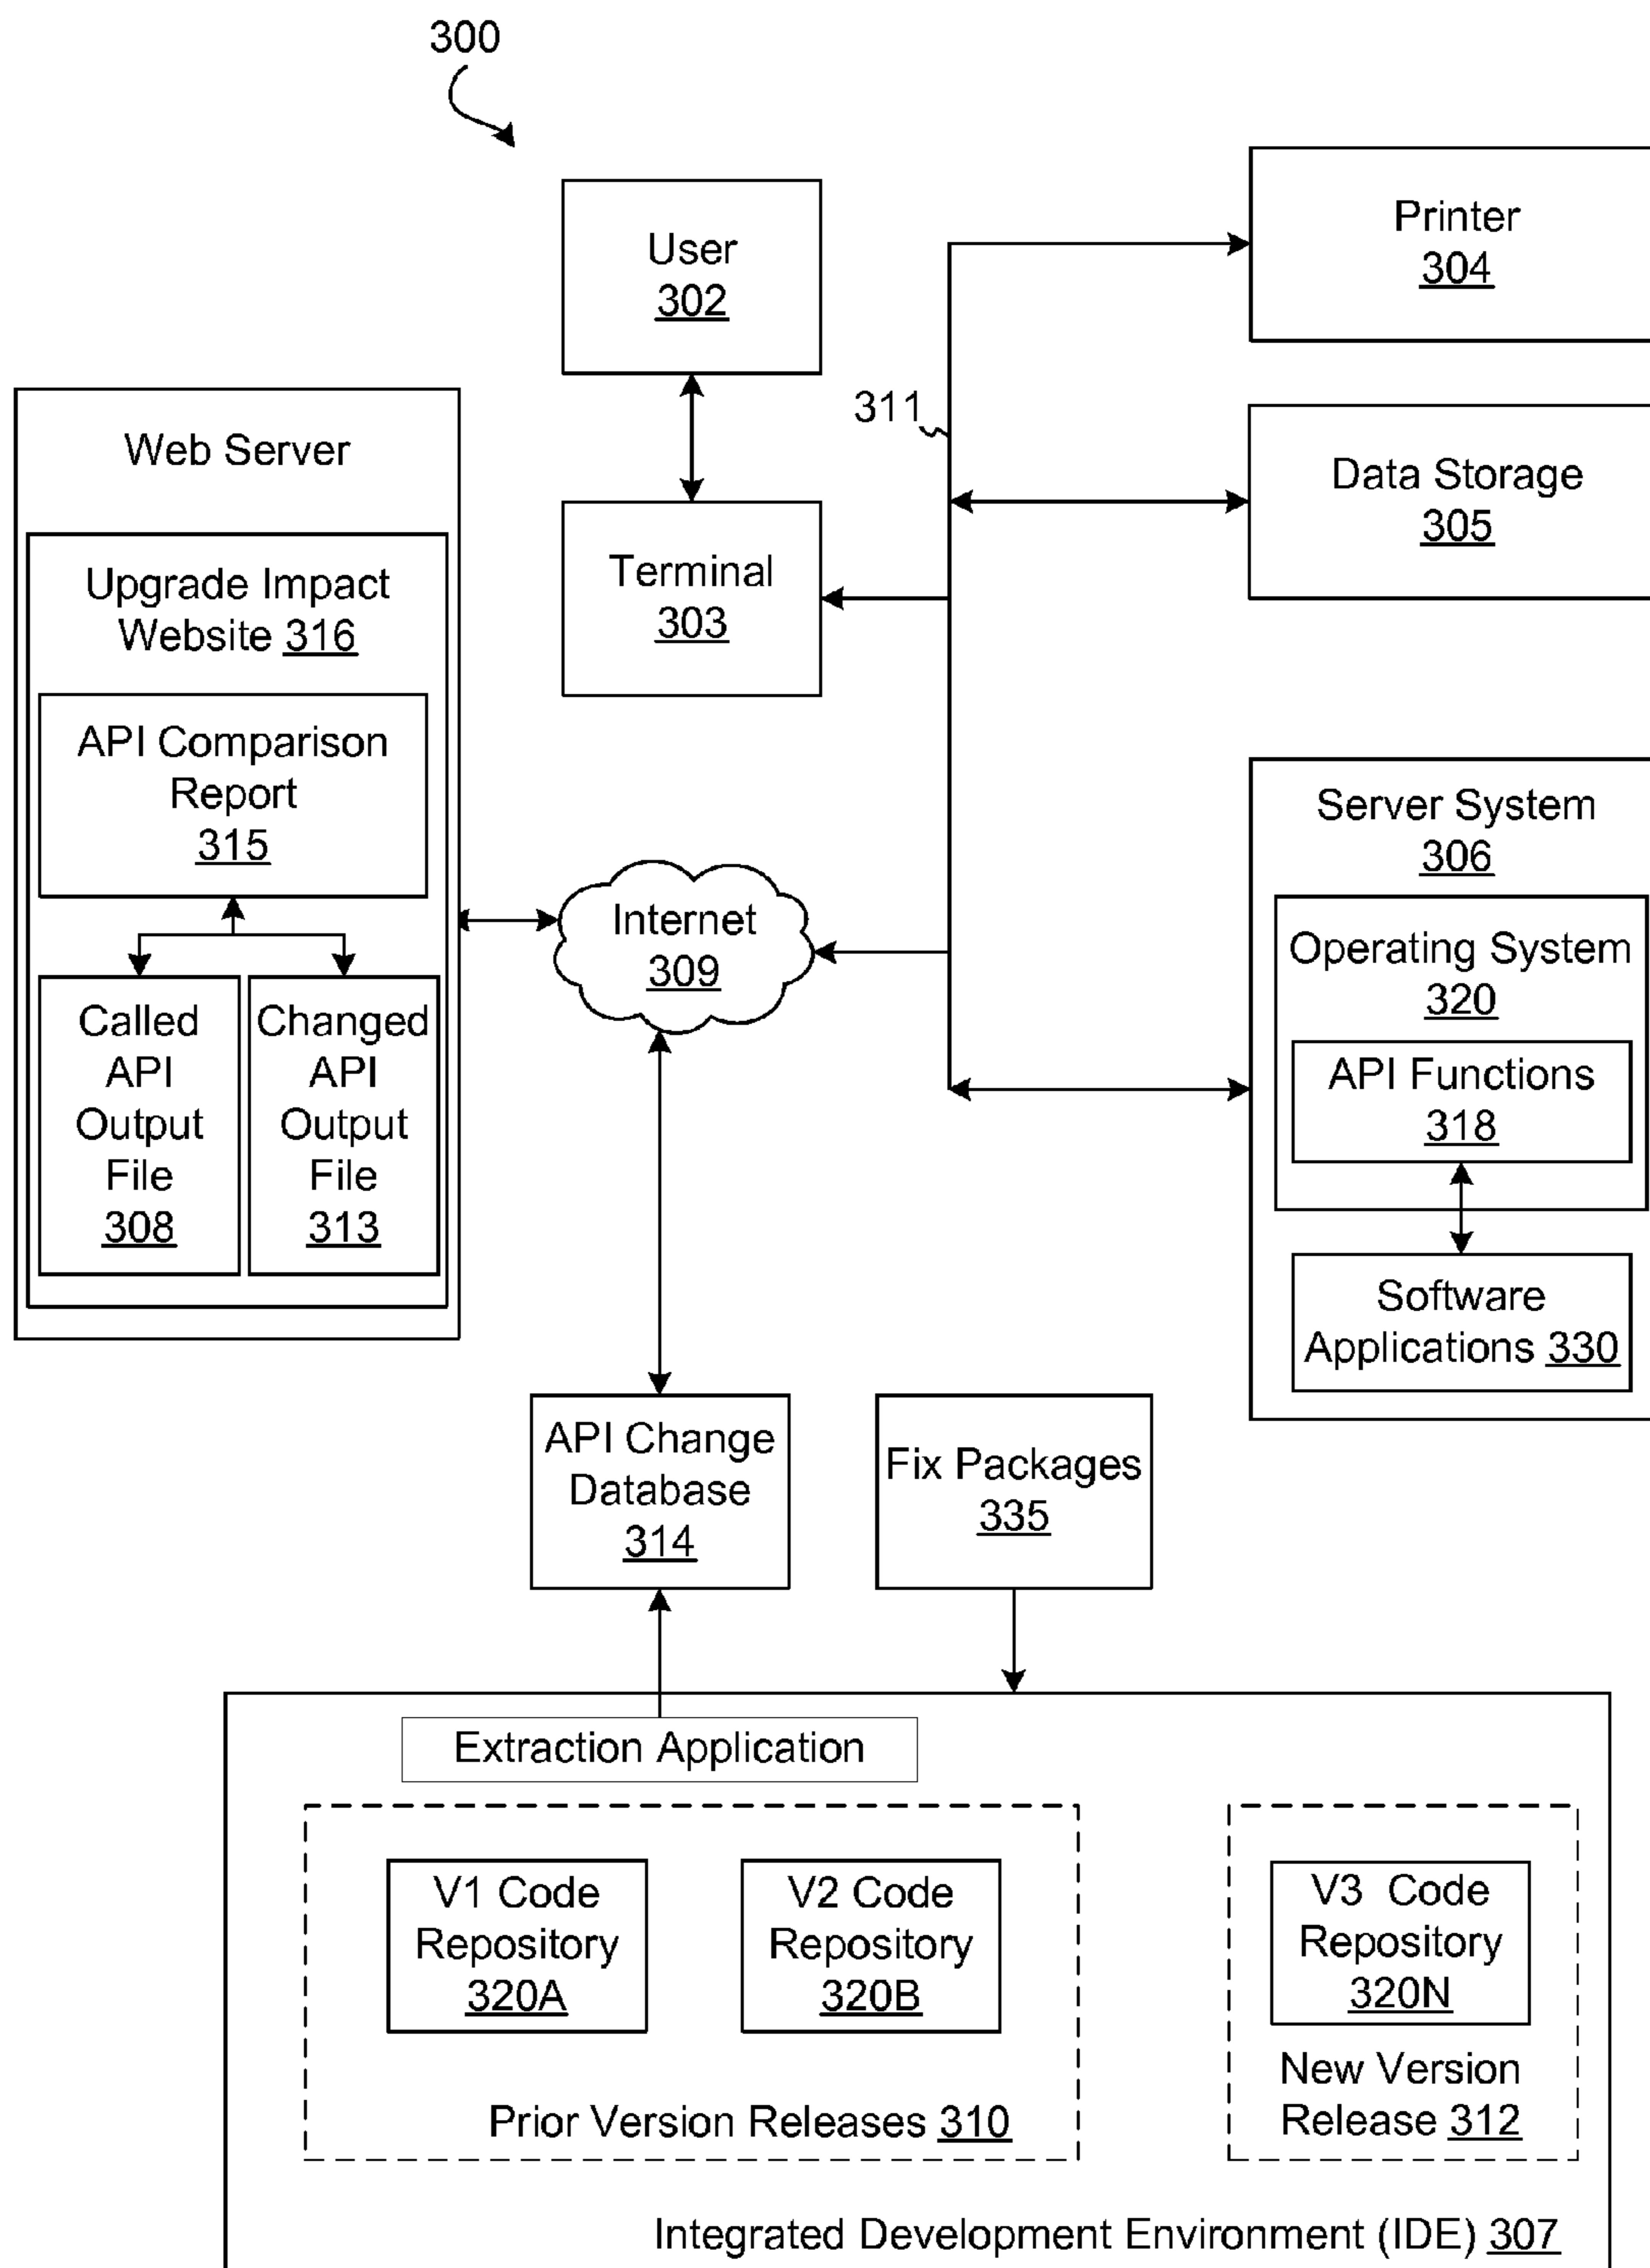 300
User
302
Printer
304
311
Data Storage
305
Terminal
303
Web Server
Upgrade Impact
Website 316
API Comparison
Report
315
Called
API
Output
File
308
Changed
API
Output
File
313
Internet
309
Server System
306
Operating System
320
API Functions
318
Software
Applications 330
API Change
Database
314
Fix Packages
335
Extraction Application
V1 Code
Repository
320A
V2 Code
Repository
320B
Prior Version Releases 310
V3 Code
Repository
320N
New Version
Release 312
Integrated Development Environment (IDE) 307